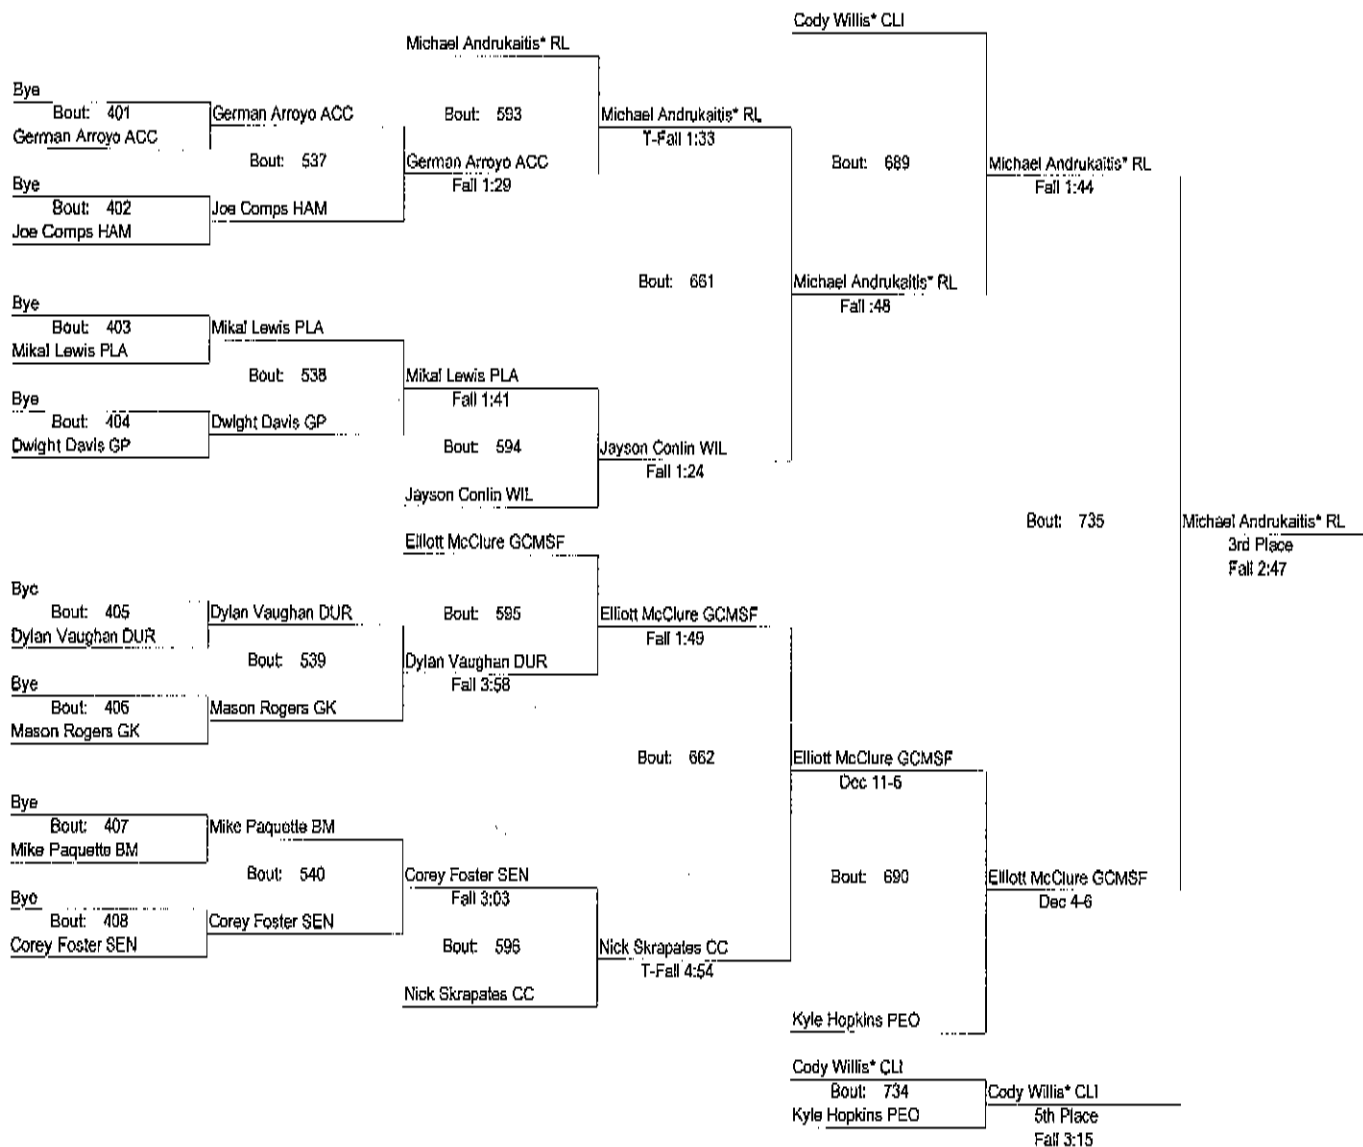 Cody Willis* CLI
Michael Andrukaitis* RL
Bye
Bout: 401
German Arroyo ACC
German Arroyo ACC
Bout: 593
Michael Andrukaitis* RL
T-Fall 1:33
Bout: 537
German Arroyo ACC
Fall 1:29
Bout: 689
Michael Andrukaitis* RL
Fall 1:44
Bye
Bout: 402
Joe Comps HAM
Joe Comps HAM
Bout: 661
Michael Andrukaitis* RL
Fall :48
Bye
Bout: 403
Mikal Lewis PLA
Mikal Lewis PLA
Bout: 538
Mikal Lewis PLA
Fall 1:41
Bye
Bout: 404
Dwight Davis GP
Dwight Davis GP
Bout: 594
Jayson Conlin WIL
Fall 1:24
Jayson Conlin WIL
Bout: 735
Michael Andrukaitis* RL
3rd Place
Fall 2:47
Elliott McClure GCMSF
Bye
Bout: 405
Dylan Vaughan DUR
Dylan Vaughan DUR
Bout: 595
Elliott McClure GCMSF
Fall 1:49
Bout: 539
Dylan Vaughan DUR
Fall 3:58
Bye
Bout: 406
Mason Rogers GK
Mason Rogers GK
Bout: 662
Elliott McClure GCMSF
Dec 11-6
Bye
Bout: 407
Mike Paquette BM
Mike Paquette BM
Bout: 540
Corey Foster SEN
Fall 3:03
Bout: 690
Elliott McClure GCMSF
Dec 4-6
Bye
Bout: 408
Corey Foster SEN
Corey Foster SEN
Bout: 596
Nick Skrapates CC
T-Fall 4:54
Nick Skrapates CC
Kyle Hopkins PEO
Cody Willis* CLI
Bout: 734
Kyle Hopkins PEO
Cody Willis* CLI
5th Place
Fall 3:15